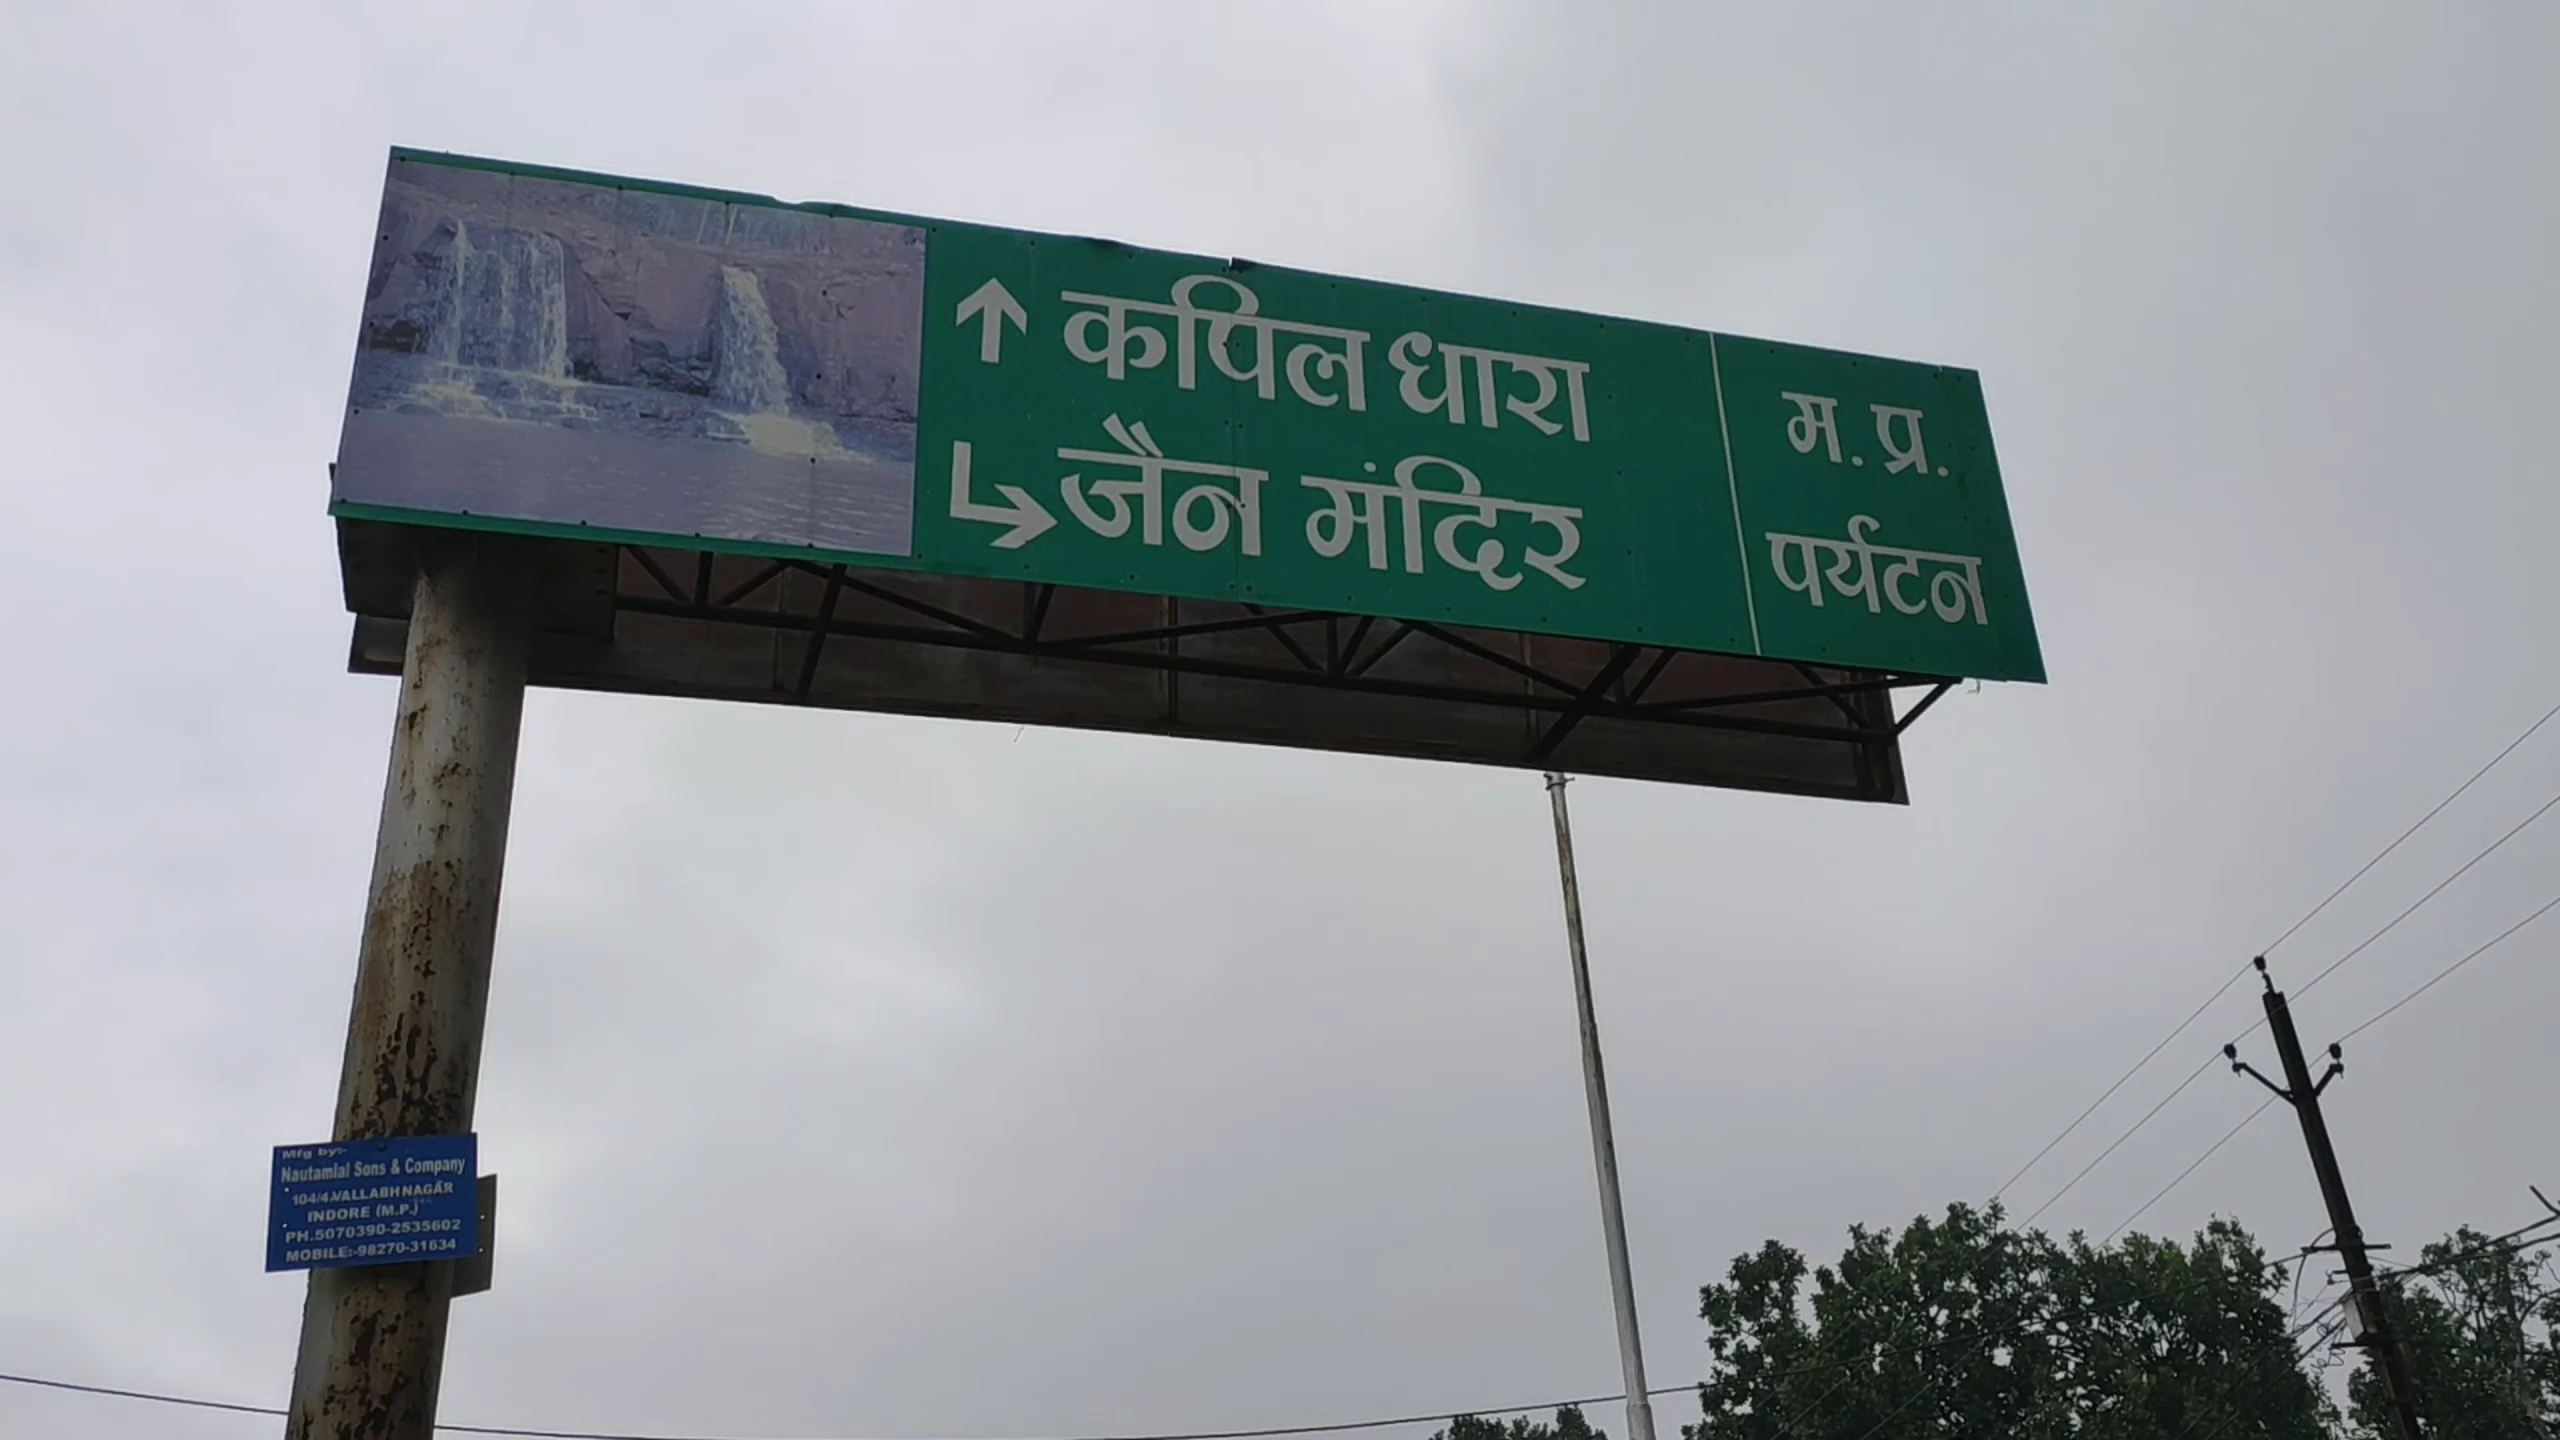 कपिल धारा
जैन मंदिर
म. प्र.
पर्यटन
Mfg by:-
Nautamlal Sons & Company
104/4, VALLABH NAGAR
INDORE (M.P.)
PH.5070390-2535602
MOBILE:-98270-31634